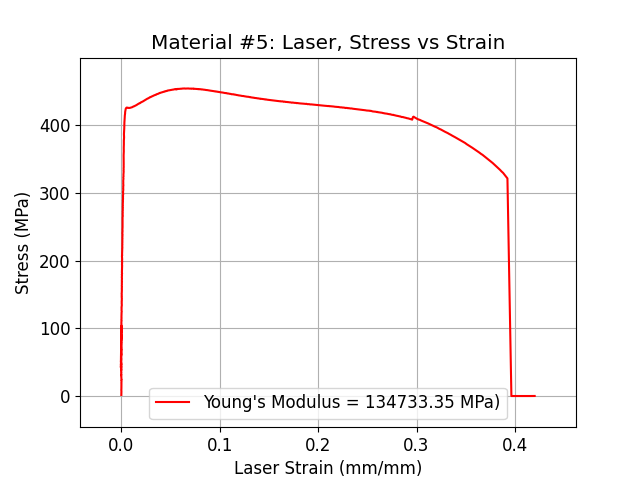 Material #5: Laser, Stress vs Strain
Stress (MPa)
400
300
200
100
0
Young's Modulus = 134733.35 MPa)
0.0 0.1 0.2 0.3 0.4
Laser Strain (mm/mm)